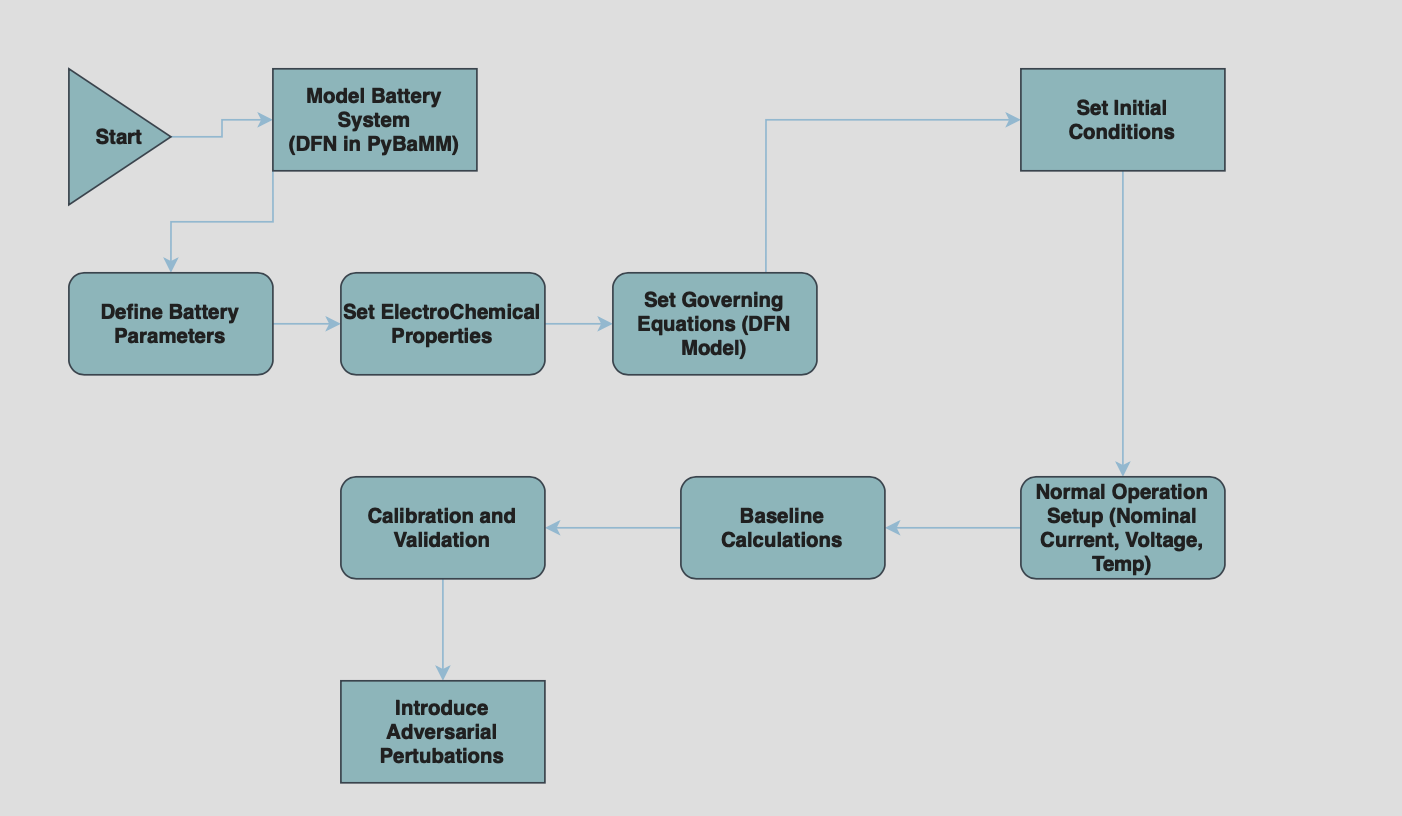 Start
Model Battery
System
(DFN in PyBaMM)
Define Battery
Parameters
Set ElectroChemical
Properties
Set Governing
Equations (DFN
Model)
Set Initial
Conditions
Normal Operation
Setup (Nominal
Current, Voltage,
Temp)
Baseline
Calculations
Calibration and
Validation
Introduce
Adversarial
Pertubations